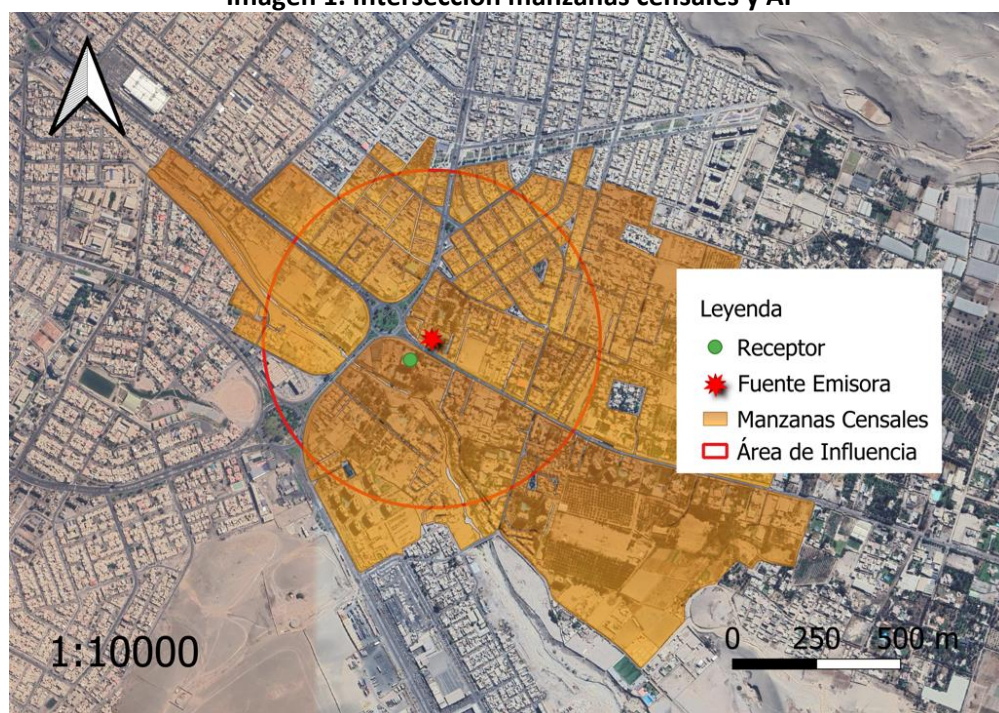 Imagen 1: Intersección manzanas censales y AI
Leyenda
Receptor
Fuente Emisora
Manzanas Censales
Área de Influencia
1:10000
0 250 500 m